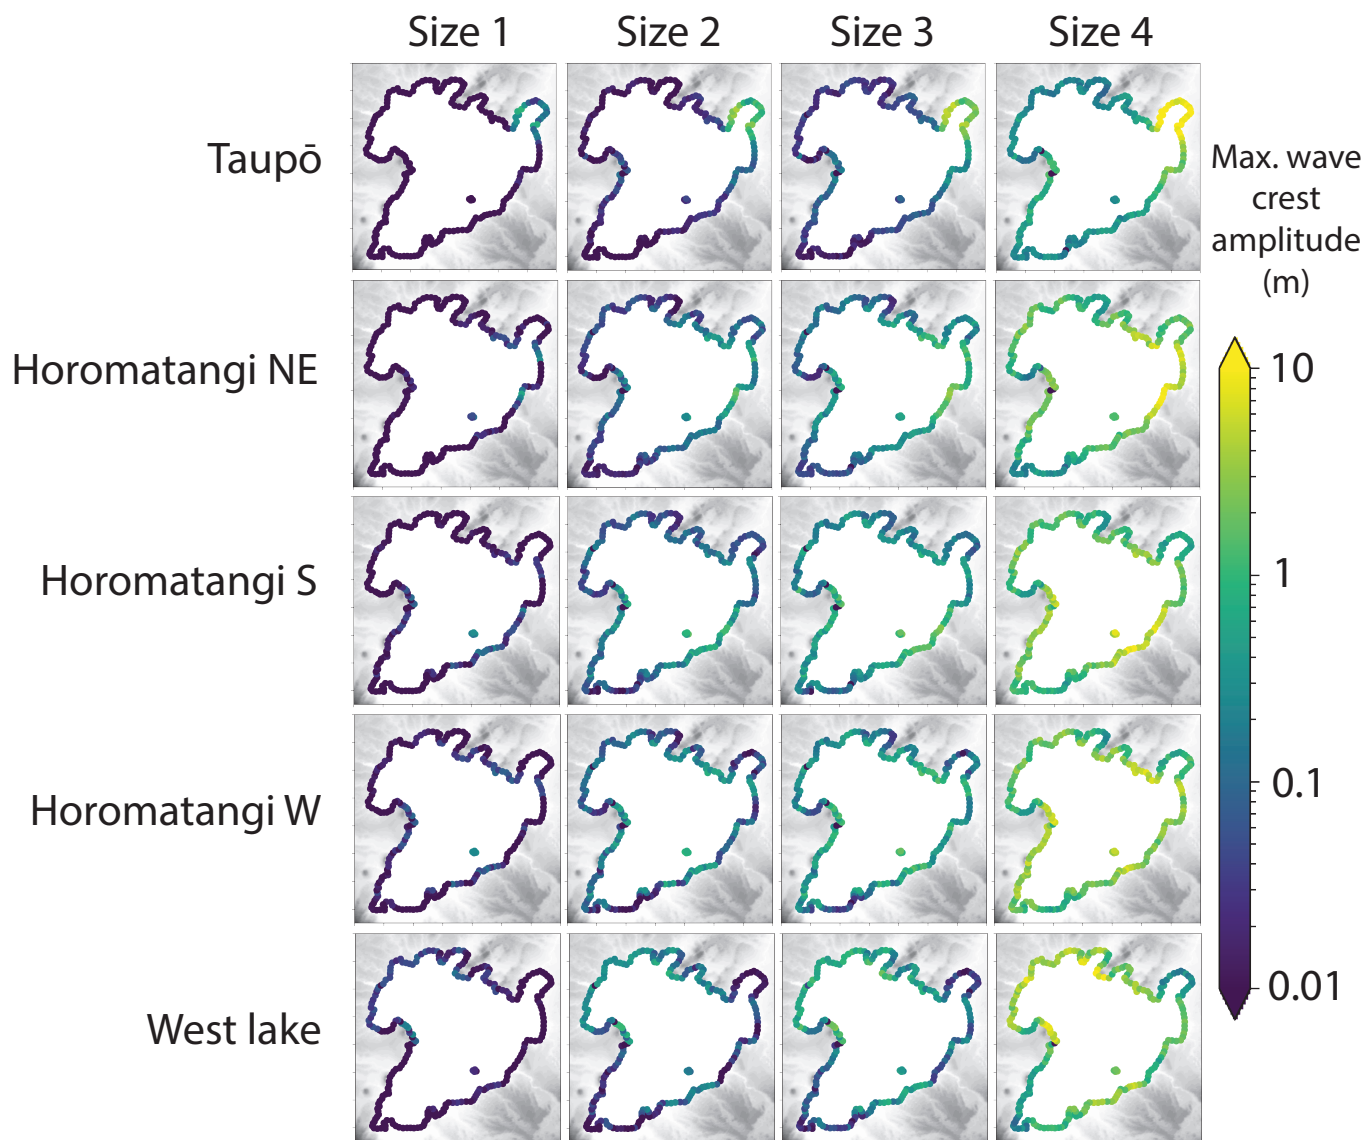 Size 1
Size 2
Size 3
Size 4
Taupō
Horomatangi NE
Horomatangi S
Horomatangi W
West lake
Max. wave
crest
amplitude
(m)
10
1
0.1
0.01